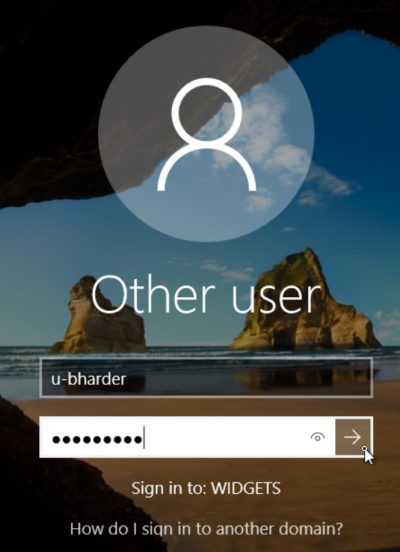 Other user
u-bharder
●●●●●●●●●
Sign in to: WIDGETS
How do I sign in to another domain?